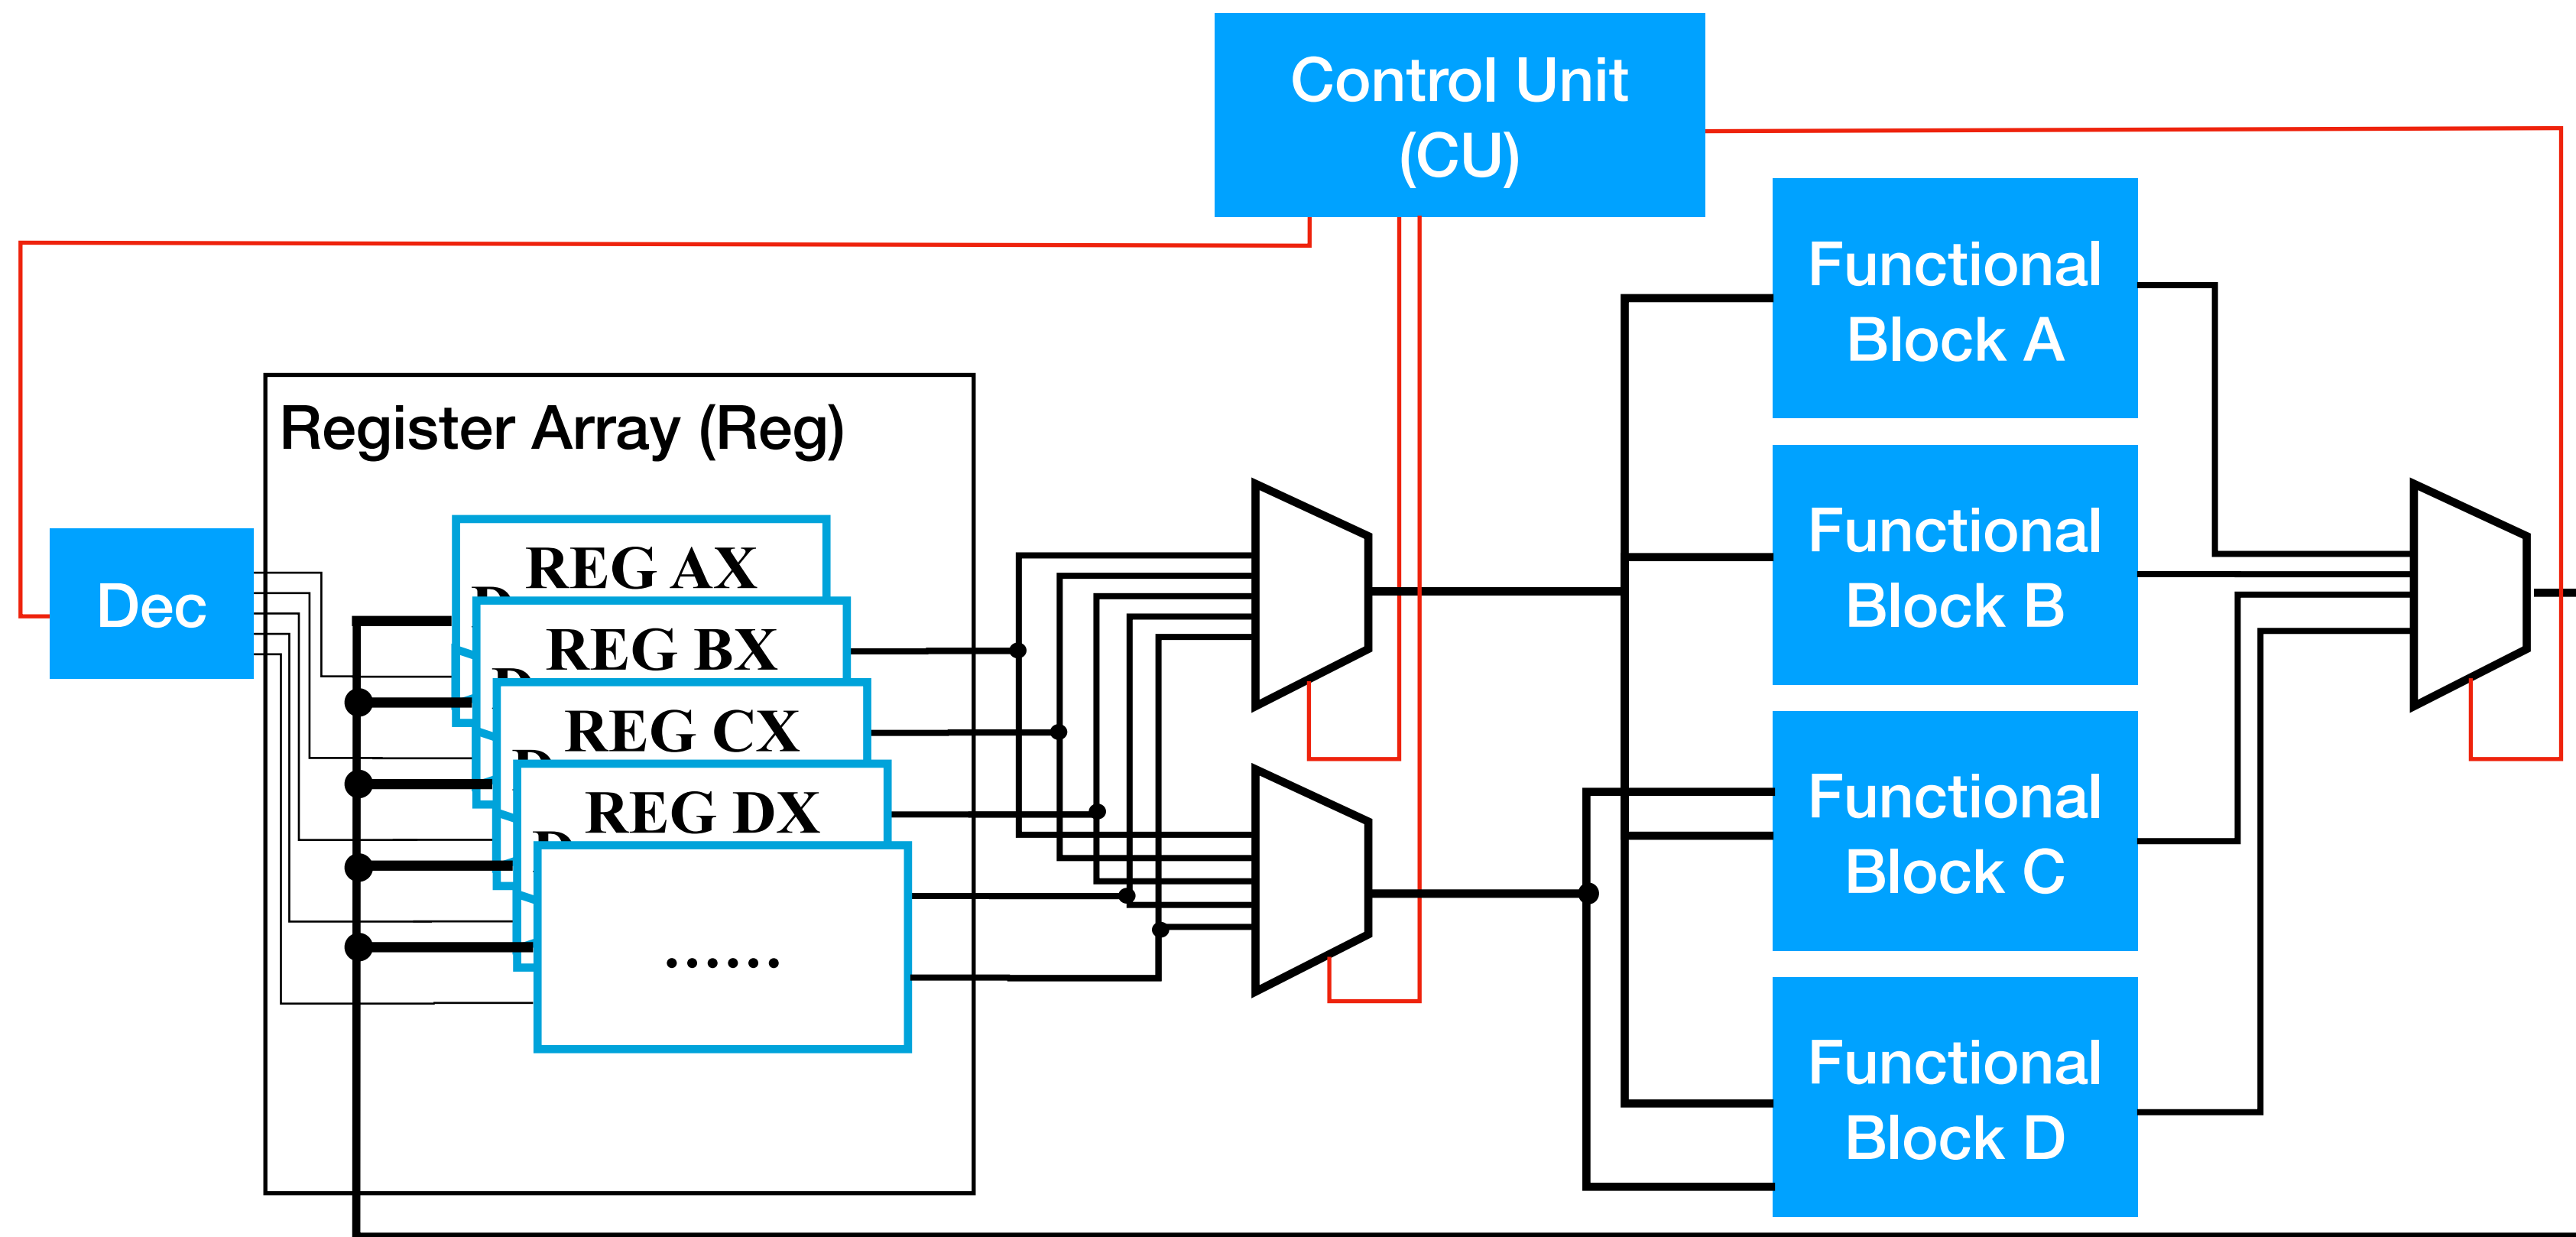 Control Unit
(CU)
Functional
Block A
Register Array (Reg)
Functional
Block B
Dec
REG AX
D
REG BX
D
REG CX
D
REG DX
D
......
Functional
Block C
Functional
Block D